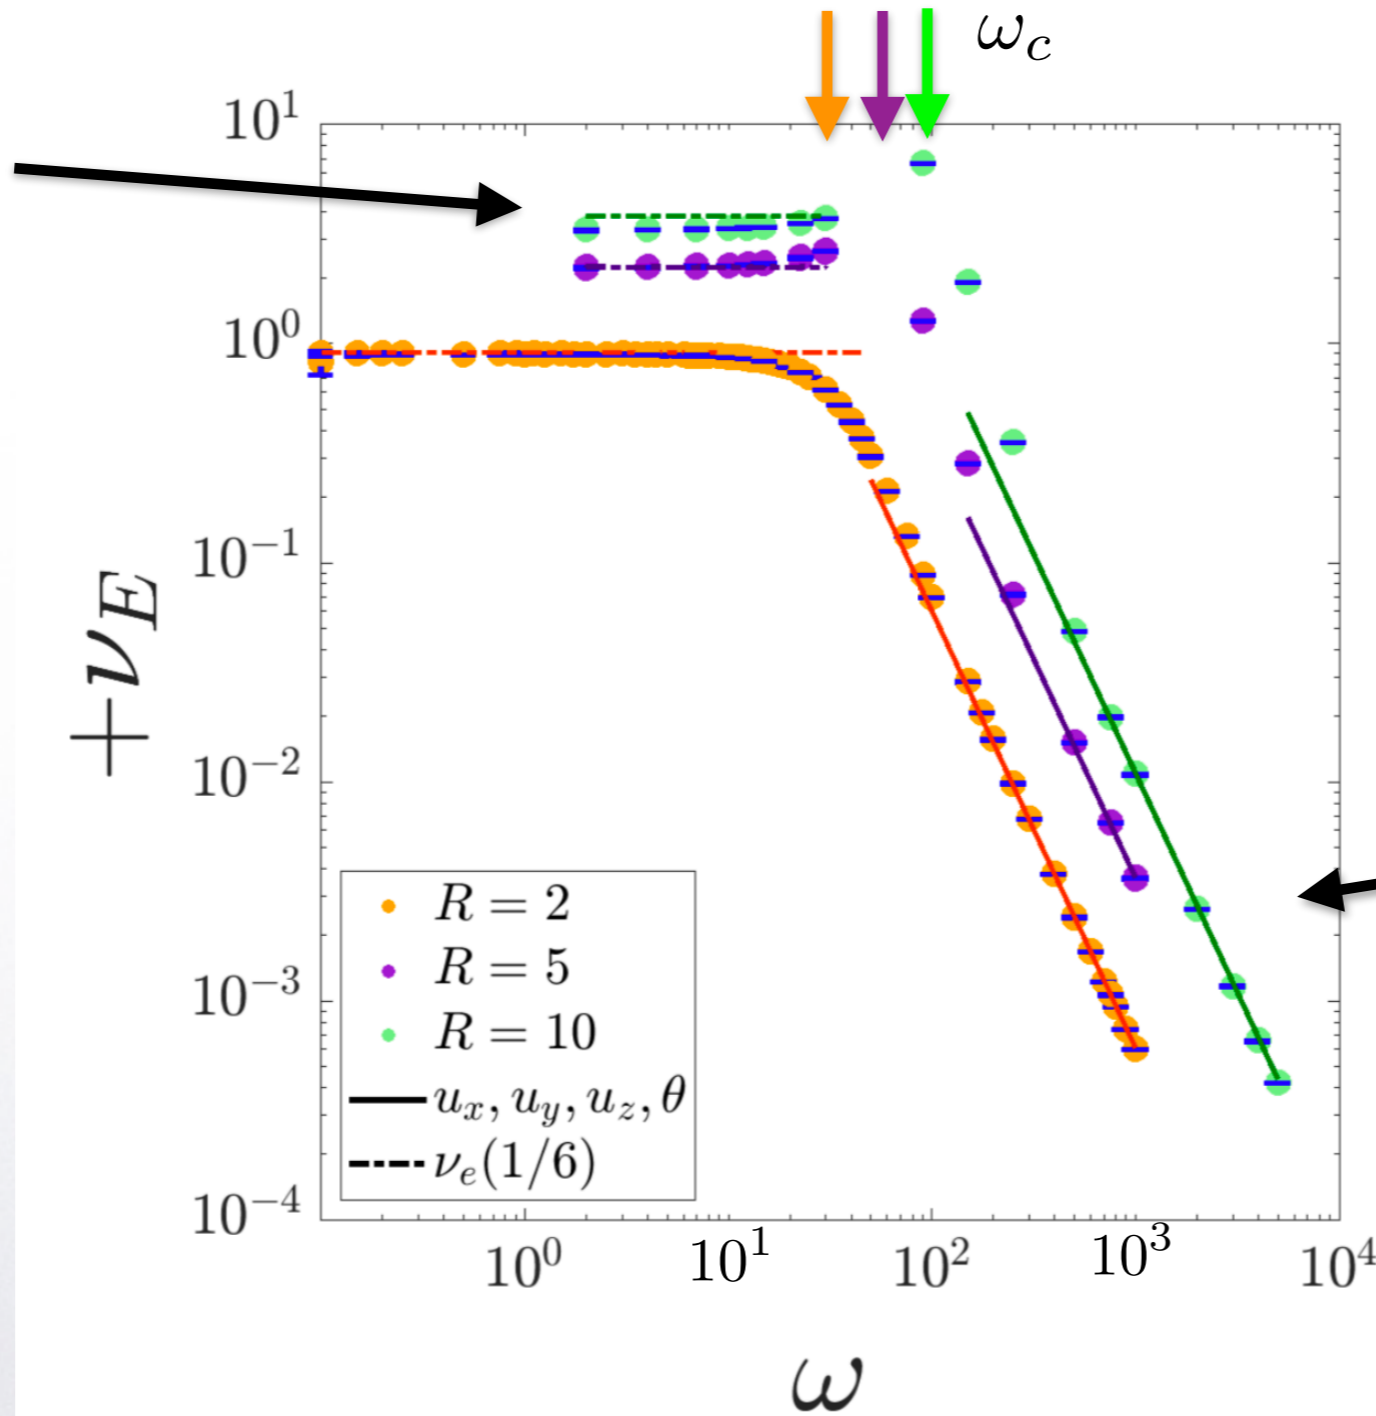 ω_c
10^1
10^0
10^{-1}
10^{-2}
10^{-3}
10^{-4}
+ν_E
R = 2
R = 5
R = 10
u_x, u_y, u_z, θ
ν_e(1/6)
10^0 10^1 10^2 10^3 10^4
ω